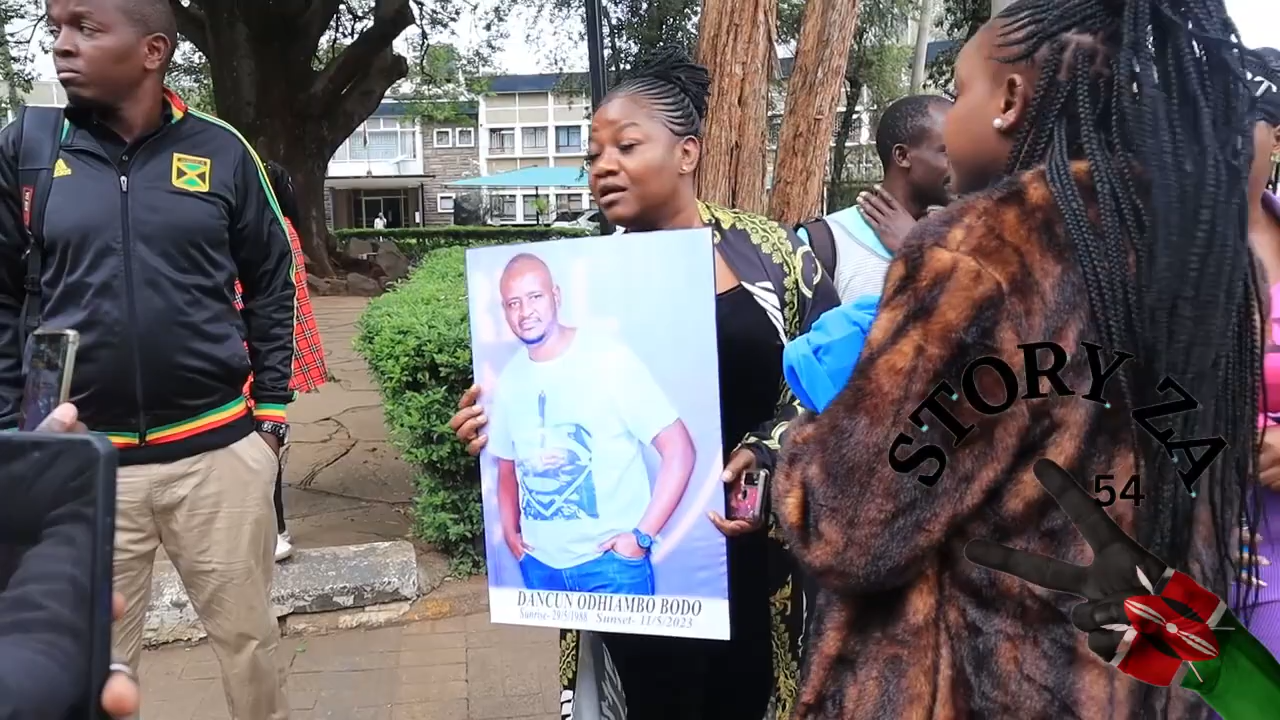 DANCUN ODHIAMBO BODO
Sunrise- 29/5/1988 Sunset- 11/5/2023
STORY ZA
54